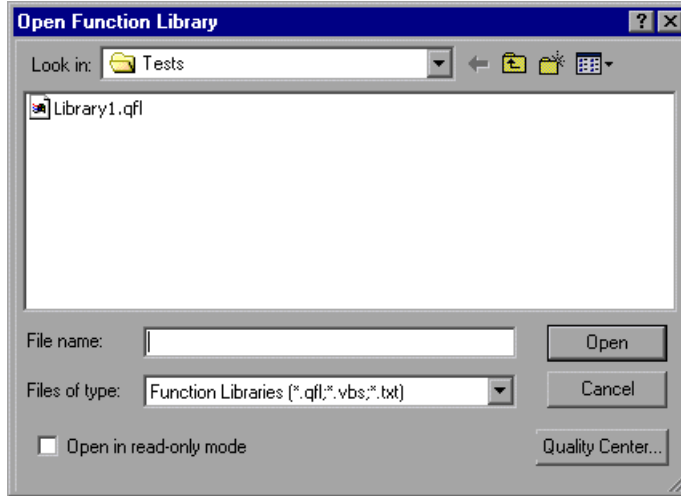 Open Function Library
Look in: Tests
Library1.qfl
File name:
Open
Files of type: Function Libraries (*.qfl;*.vbs;*.txt)
Cancel
Open in read-only mode
Quality Center...